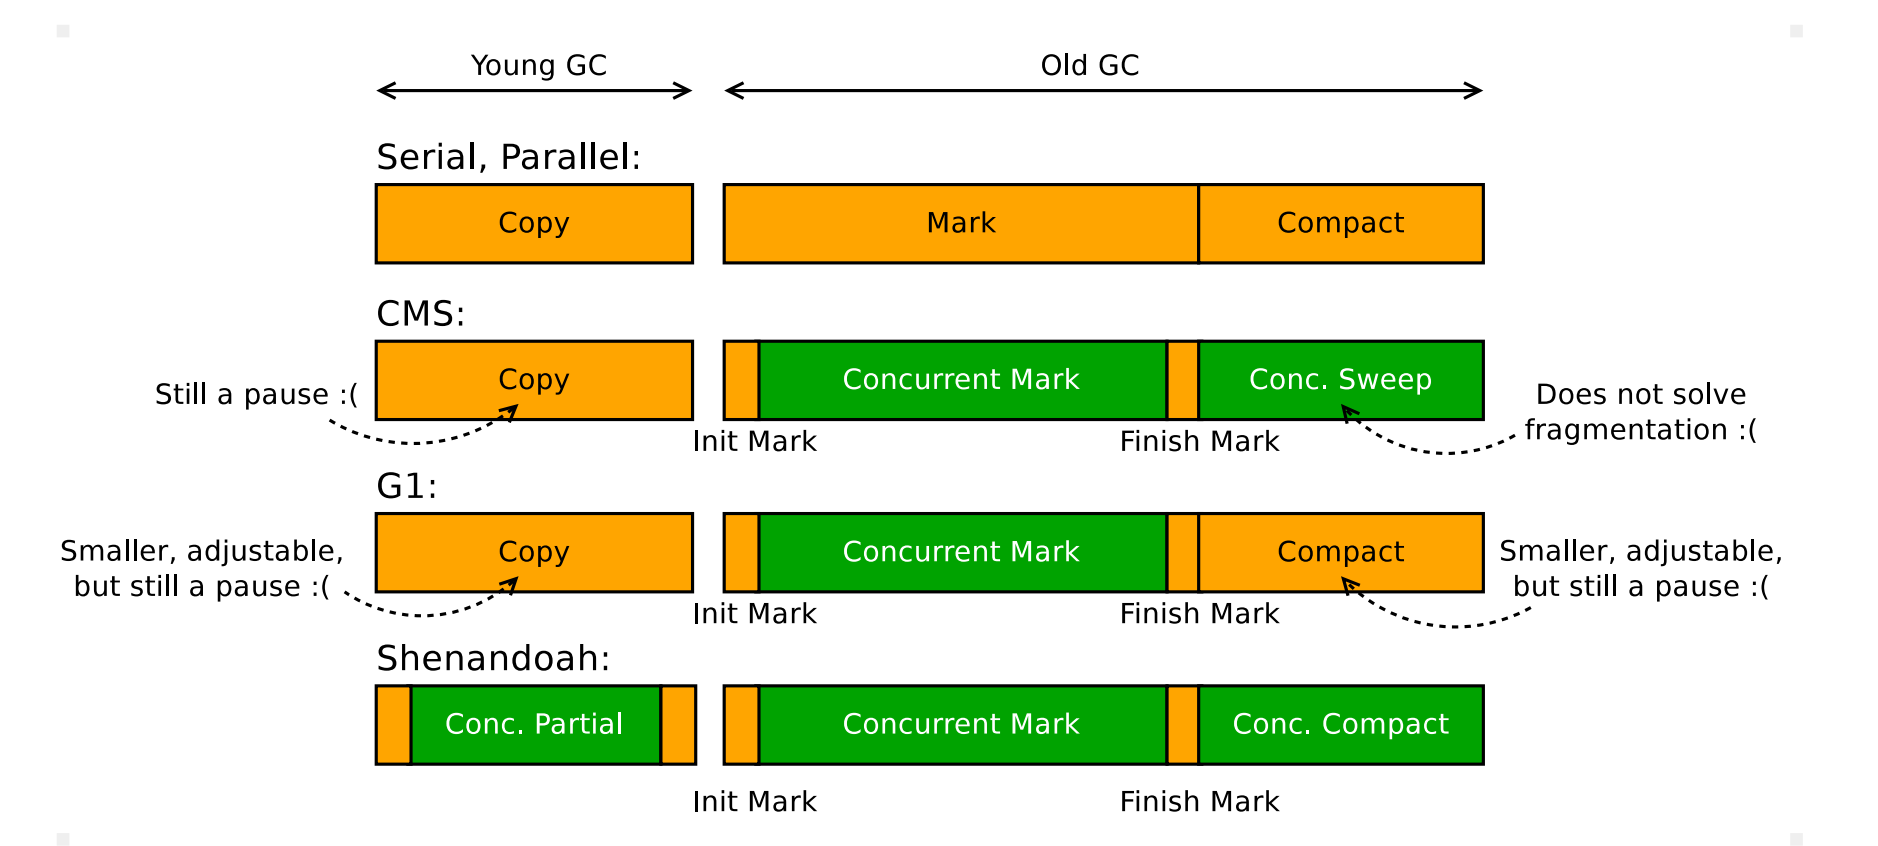 Young GC
Old GC
Serial, Parallel:
Copy
Mark
Compact
CMS:
Still a pause :(
Copy
Concurrent Mark
Conc. Sweep
Does not solve
fragmentation :(
Init Mark
Finish Mark
G1:
Smaller, adjustable,
but still a pause :(
Copy
Concurrent Mark
Compact
Smaller, adjustable,
but still a pause :(
Init Mark
Finish Mark
Shenandoah:
Conc. Partial
Concurrent Mark
Conc. Compact
Init Mark
Finish Mark